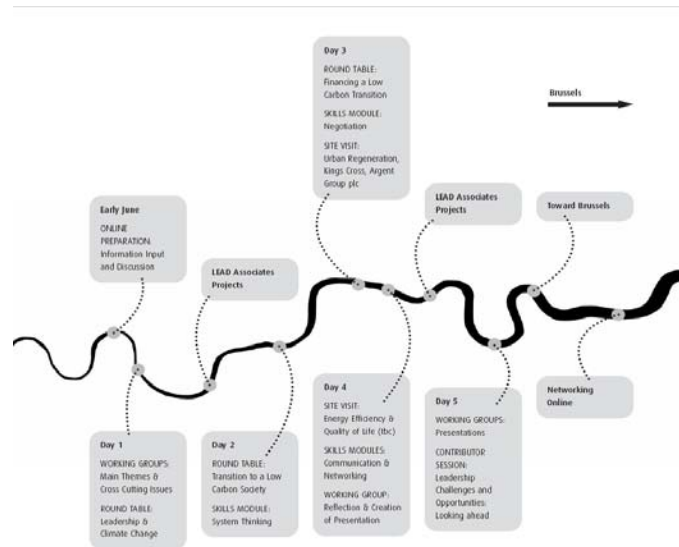 Day 3
ROUND TABLE:
Financing a Low
Carbon Transition
SKILLS MODULE:
Negotiation
SITE VISIT:
Urban Regeneration,
Kings Cross, Argent
Group plc
Brussels
Early June
ONLINE
PREPARATION:
Information Input
and Discussion
LEAD Associates
Projects
LEAD Associates
Projects
Toward Brussels
Networking
Online
Day 1
WORKING GROUPS:
Main Themes &
Cross Cutting Issues
ROUND TABLE:
Leadership &
Climate Change
Day 2
ROUND TABLE:
Transition to a Low
Carbon Society
SKILLS MODULE:
System Thinking
Day 4
SITE VISIT:
Energy Efficiency &
Quality of Life (tbc)
SKILLS MODULES:
Communication &
Networking
WORKING GROUP:
Reflection & Creation
of Presentation
Day 5
WORKING GROUPS:
Presentations
CONTRIBUTOR
SESSION:
Leadership
Challenges and
Opportunities:
Looking ahead